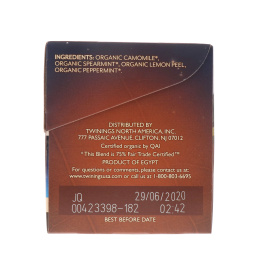 INGREDIENTS: ORGANIC CAMOMILE*,
ORGANIC SPEARMINT*, ORGANIC LEMON PEEL,
ORGANIC PEPPERMINT*.
DISTRIBUTED BY
TWININGS NORTH AMERICA, INC.
777 PASSAIC AVENUE, CLIFTON, NJ 07012
Certified organic by QAI
*This Blend is 75% Fair Trade Certified™
PRODUCT OF EGYPT
For questions or comments, please contact us at:
www.twiningsusa.com or call us at 1-800-803-6695
JQ 29/06/2020
00423398-182 02:42
BEST BEFORE DATE